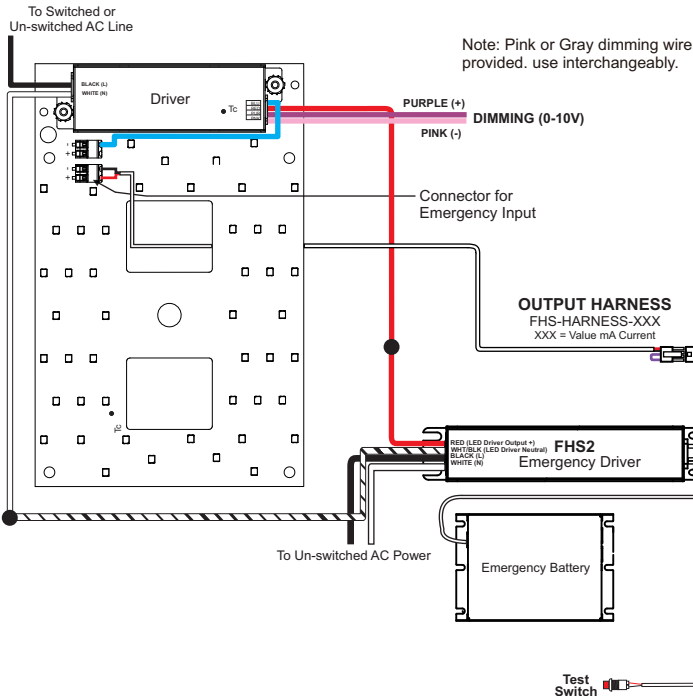 To Switched or
Un-switched AC Line
Note: Pink or Gray dimming wire
provided. use interchangeably.
BLACK (L)
WHITE (N)
Driver
Tc
PURPLE (+)
DIMMING (0-10V)
PINK (-)
-
+
-
+
Connector for
Emergency Input
OUTPUT HARNESS
FHS-HARNESS-XXX
XXX = Value mA Current
Tc
RED (LED Driver Output +)
WHT/BLK (LED Driver Neutral)
BLACK (L)
WHITE (N)
FHS2
Emergency Driver
To Un-switched AC Power
Emergency Battery
Test
Switch